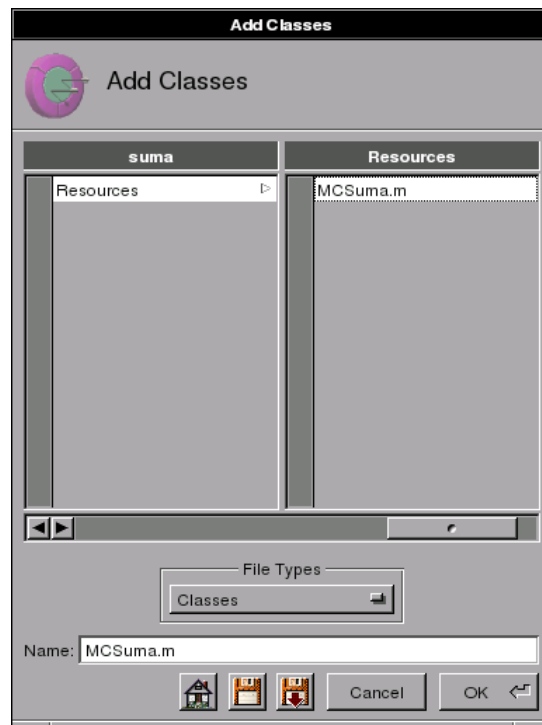 Add Classes
Add Classes
suma
Resources
Resources
MCSuma.m
File Types
Classes
Name: MCSuma.m
Cancel
OK